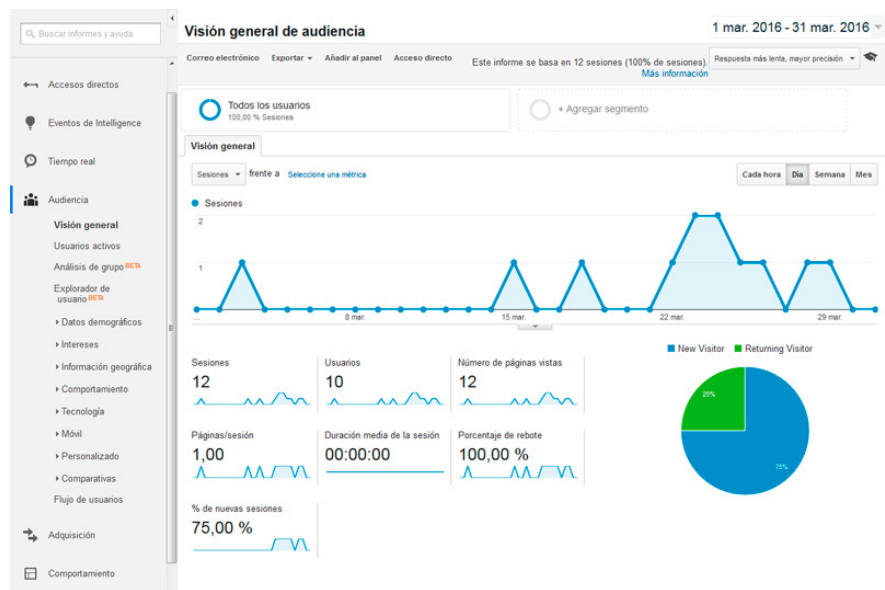 Buscar informes y ayuda
Accesos directos
Eventos de Intelligence
Tiempo real
Audiencia
Visión general
Usuarios activos
Análisis de grupo BETA
Explorador de
usuario BETA
Datos demográficos
Intereses
Información geográfica
Comportamiento
Tecnología
Móvil
Personalizado
Comparativas
Flujo de usuarios
Adquisición
Comportamiento
Visión general de audiencia
1 mar. 2016 - 31 mar. 2016
Correo electrónico Exportar Añadir al panel Acceso directo
Este informe se basa en 12 sesiones (100% de sesiones).
Más información
Respuesta más lenta, mayor precisión
Todos los usuarios
100,00 % Sesiones
+ Agregar segmento
Visión general
Sesiones frente a Seleccione una métrica
Cada hora Día Semana Mes
Sesiones
2
1
... 8 mar. 15 mar. 22 mar. 29 mar.
New Visitor Returning Visitor
Sesiones
12
Usuarios
10
Número de páginas vistas
12
Páginas/sesión
1,00
Duración media de la sesión
00:00:00
Porcentaje de rebote
100,00 %
% de nuevas sesiones
75,00 %
25%
75%